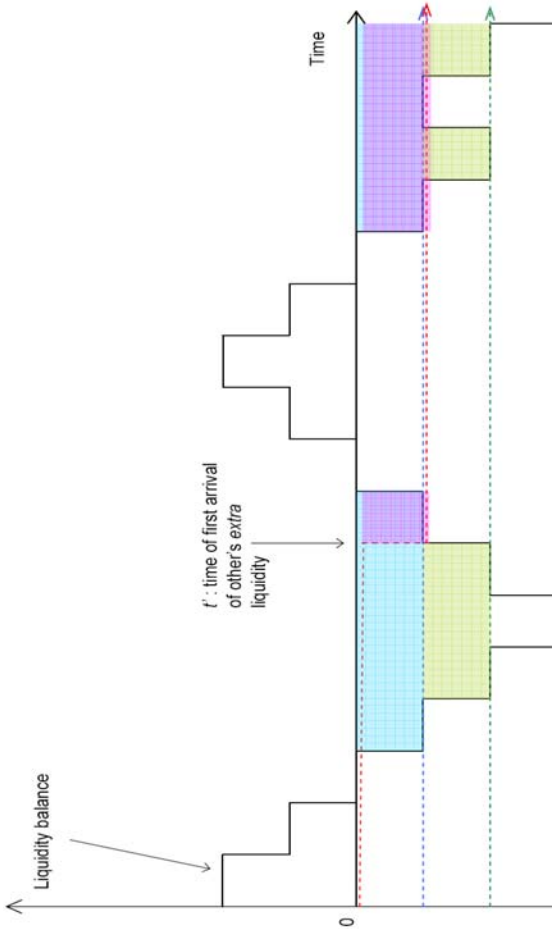 Liquidity balance
t' : time of first arrival
of other's extra
liquidity
Time
0